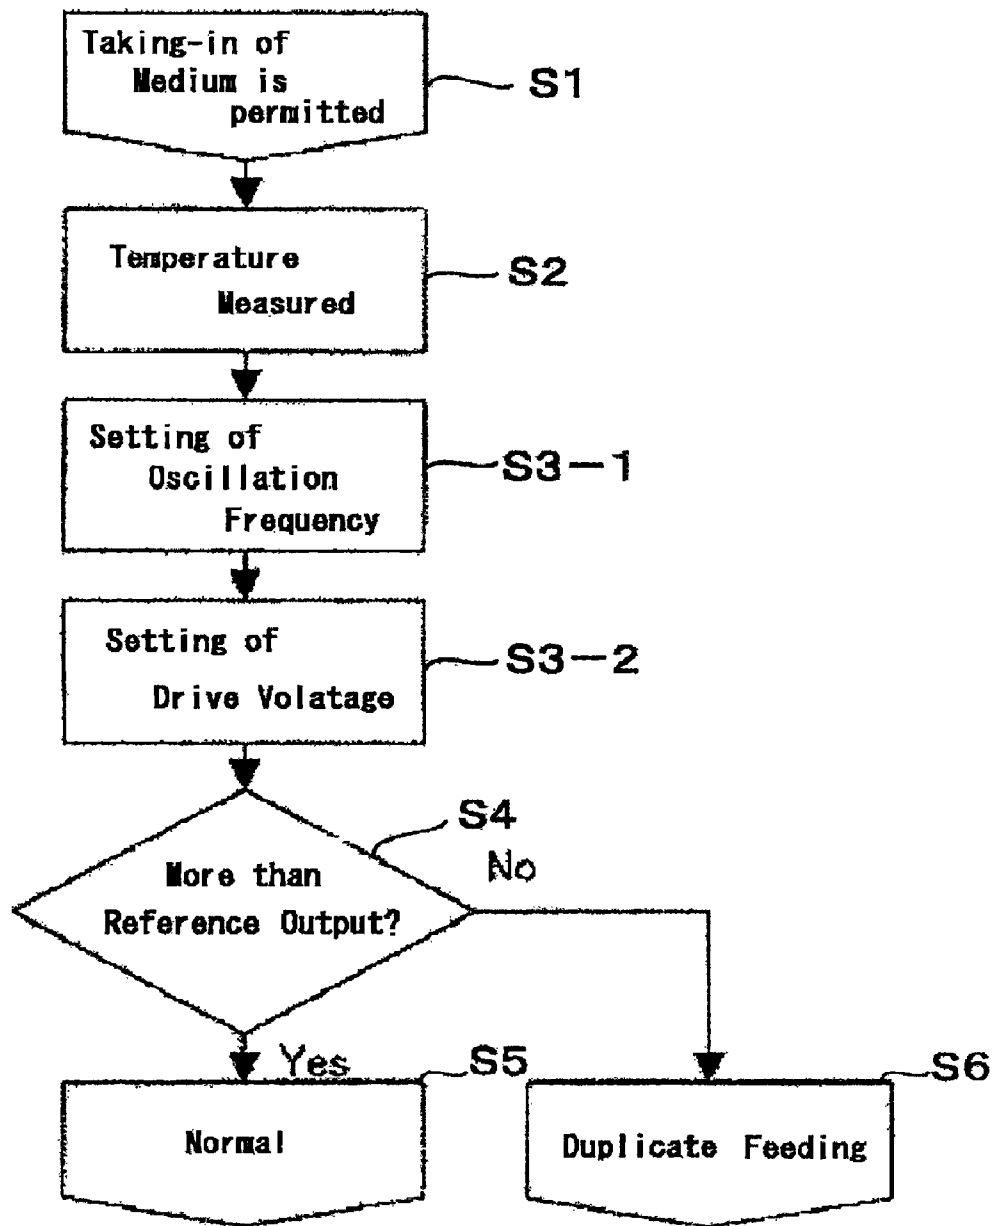 Taking-in of
Medium is
permitted
S1
Temperature
Measured
S2
Setting of
Oscillation
Frequency
S3-1
Setting of
Drive Volatage
S3-2
S4
More than
Reference Output?
No
Yes
S5
Normal
S6
Duplicate Feeding